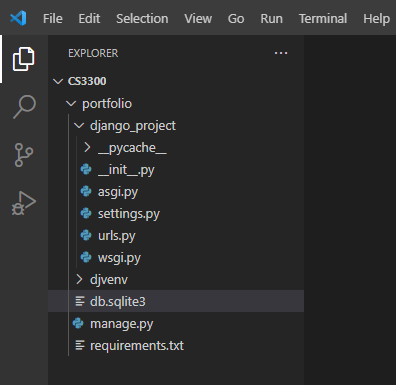 File Edit Selection View Go Run Terminal Help
EXPLORER ...
CS3300
portfolio
django_project
__pycache__
__init__.py
asgi.py
settings.py
urls.py
wsgi.py
djvenv
db.sqlite3
manage.py
requirements.txt